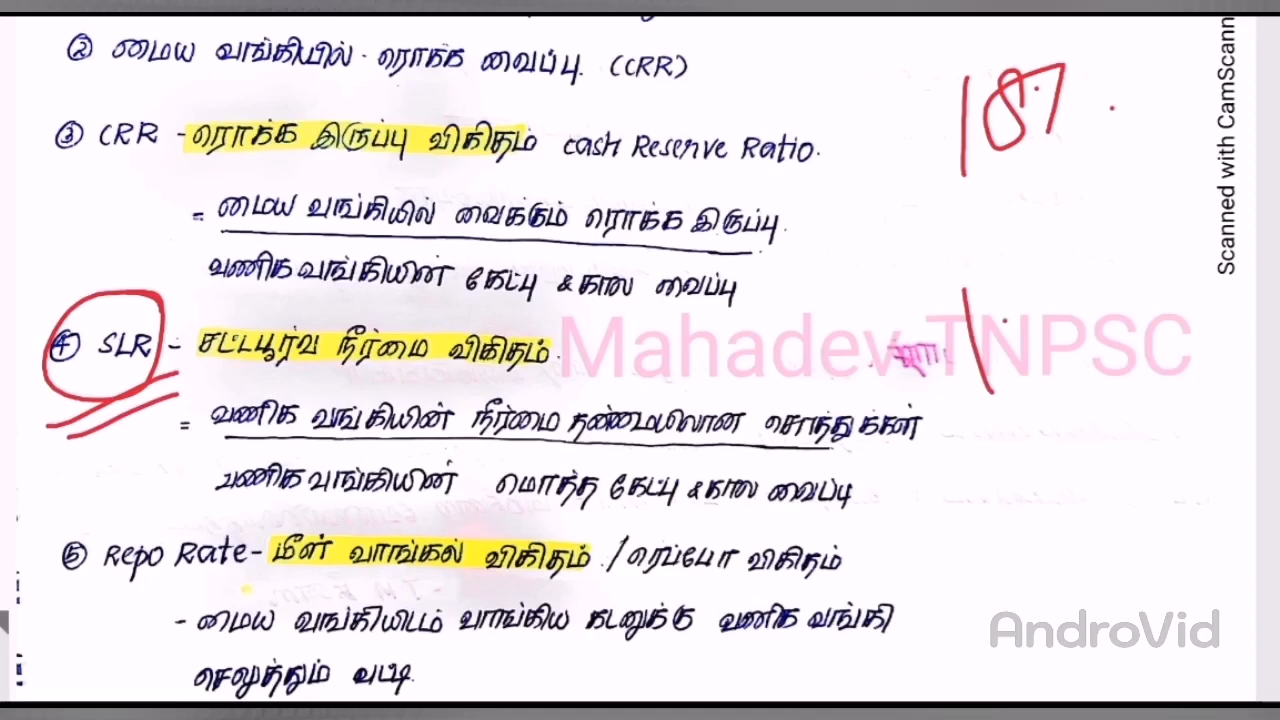 ② மைய வங்கியில் - ரொக்க வைப்பு. (CRR)
③ CRR - ரொக்க இருப்பு விகிதம் cash Reserve Ratio.
187
= மைய வங்கியில் வைக்கும் ரொக்க இருப்பு.
வணிக வங்கியின் கேட்பு & கால வைப்பு
④ SLR - சட்டபூர்வ நீர்மை விகிதம்.
Mahadev TNPSC
= வணிக வங்கியின் நீர்மை தன்மையிலான சொத்துக்கள்
வணிக வங்கியின் மொத்த கேட்பு & கால வைப்பு
⑤ Repo Rate - மீள் வாங்கல் விகிதம் / ரெப்போ விகிதம்
- மைய வங்கியிடம் வாங்கிய கடனுக்கு வணிக வங்கி
செலுத்தும் வட்டி.
AndroVid
Scanned with CamScann